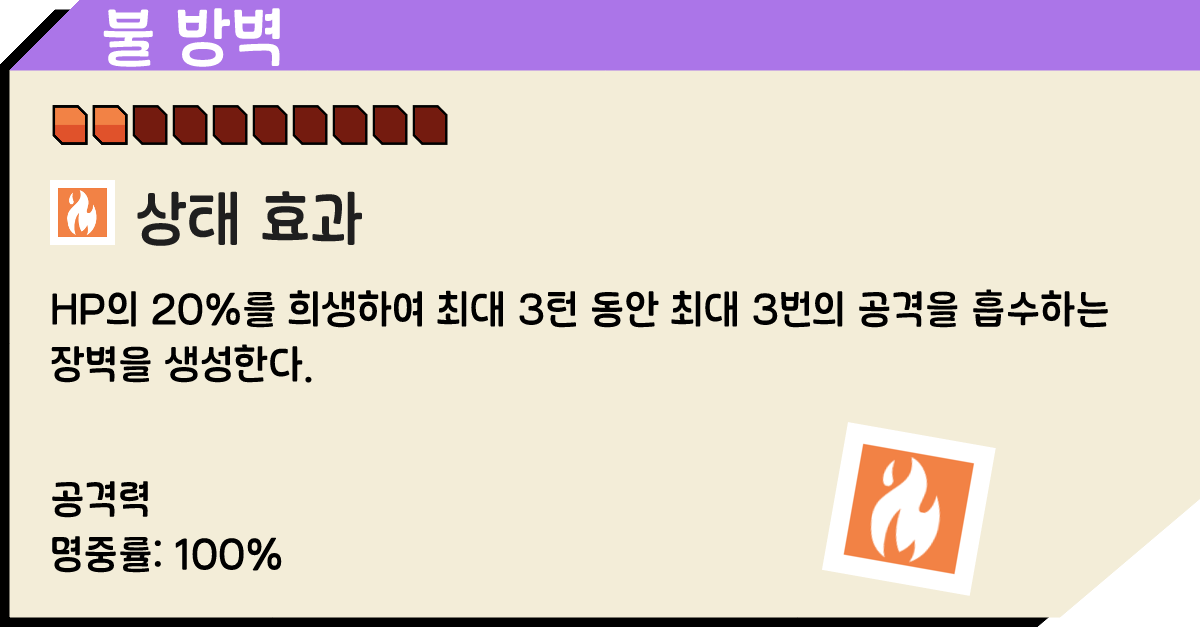 불 방벽
상태 효과
HP의 20%를 희생하여 최대 3턴 동안 최대 3번의 공격을 흡수하는
장벽을 생성한다.
공격력
명중률: 100%